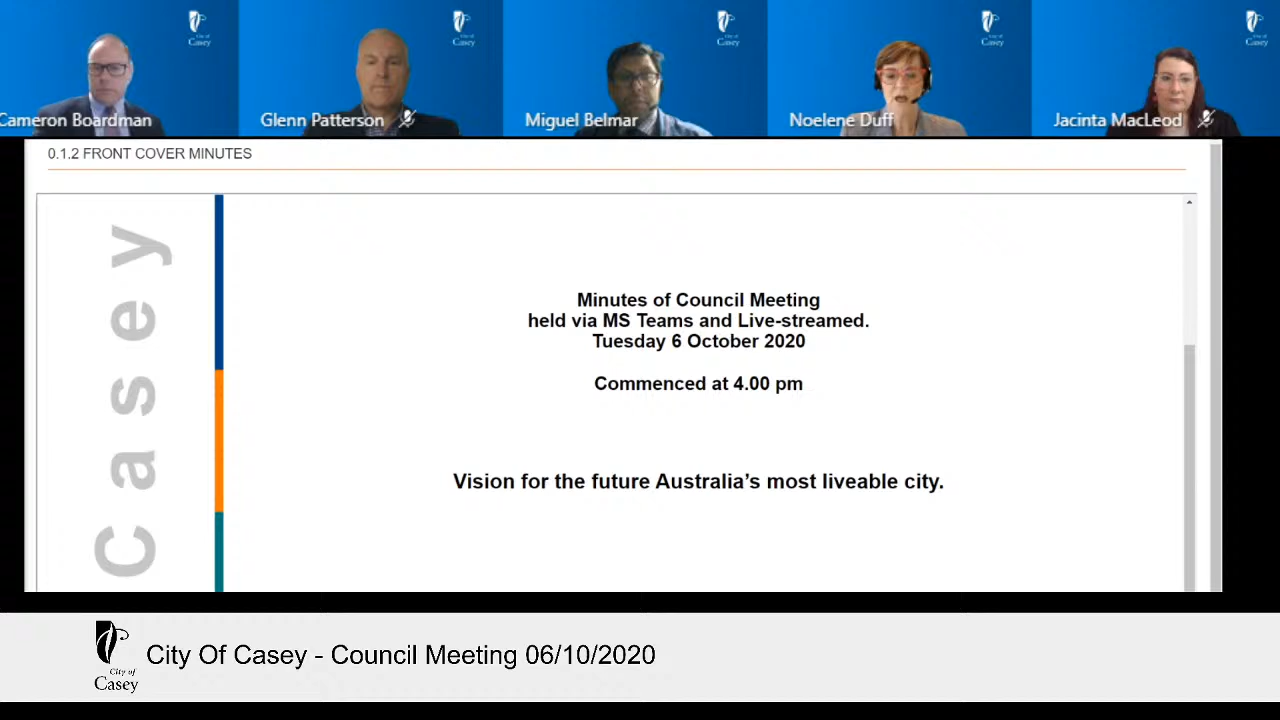 City of
Casey
City of
Casey
City of
Casey
City of
Casey
City of
Casey
Cameron Boardman
Glenn Patterson
Miguel Belmar
Noelene Duff
Jacinta MacLeod
0.1.2 FRONT COVER MINUTES
Casey
Minutes of Council Meeting
held via MS Teams and Live-streamed.
Tuesday 6 October 2020
Commenced at 4.00 pm
Vision for the future Australia’s most liveable city.
City of
Casey
City Of Casey - Council Meeting 06/10/2020